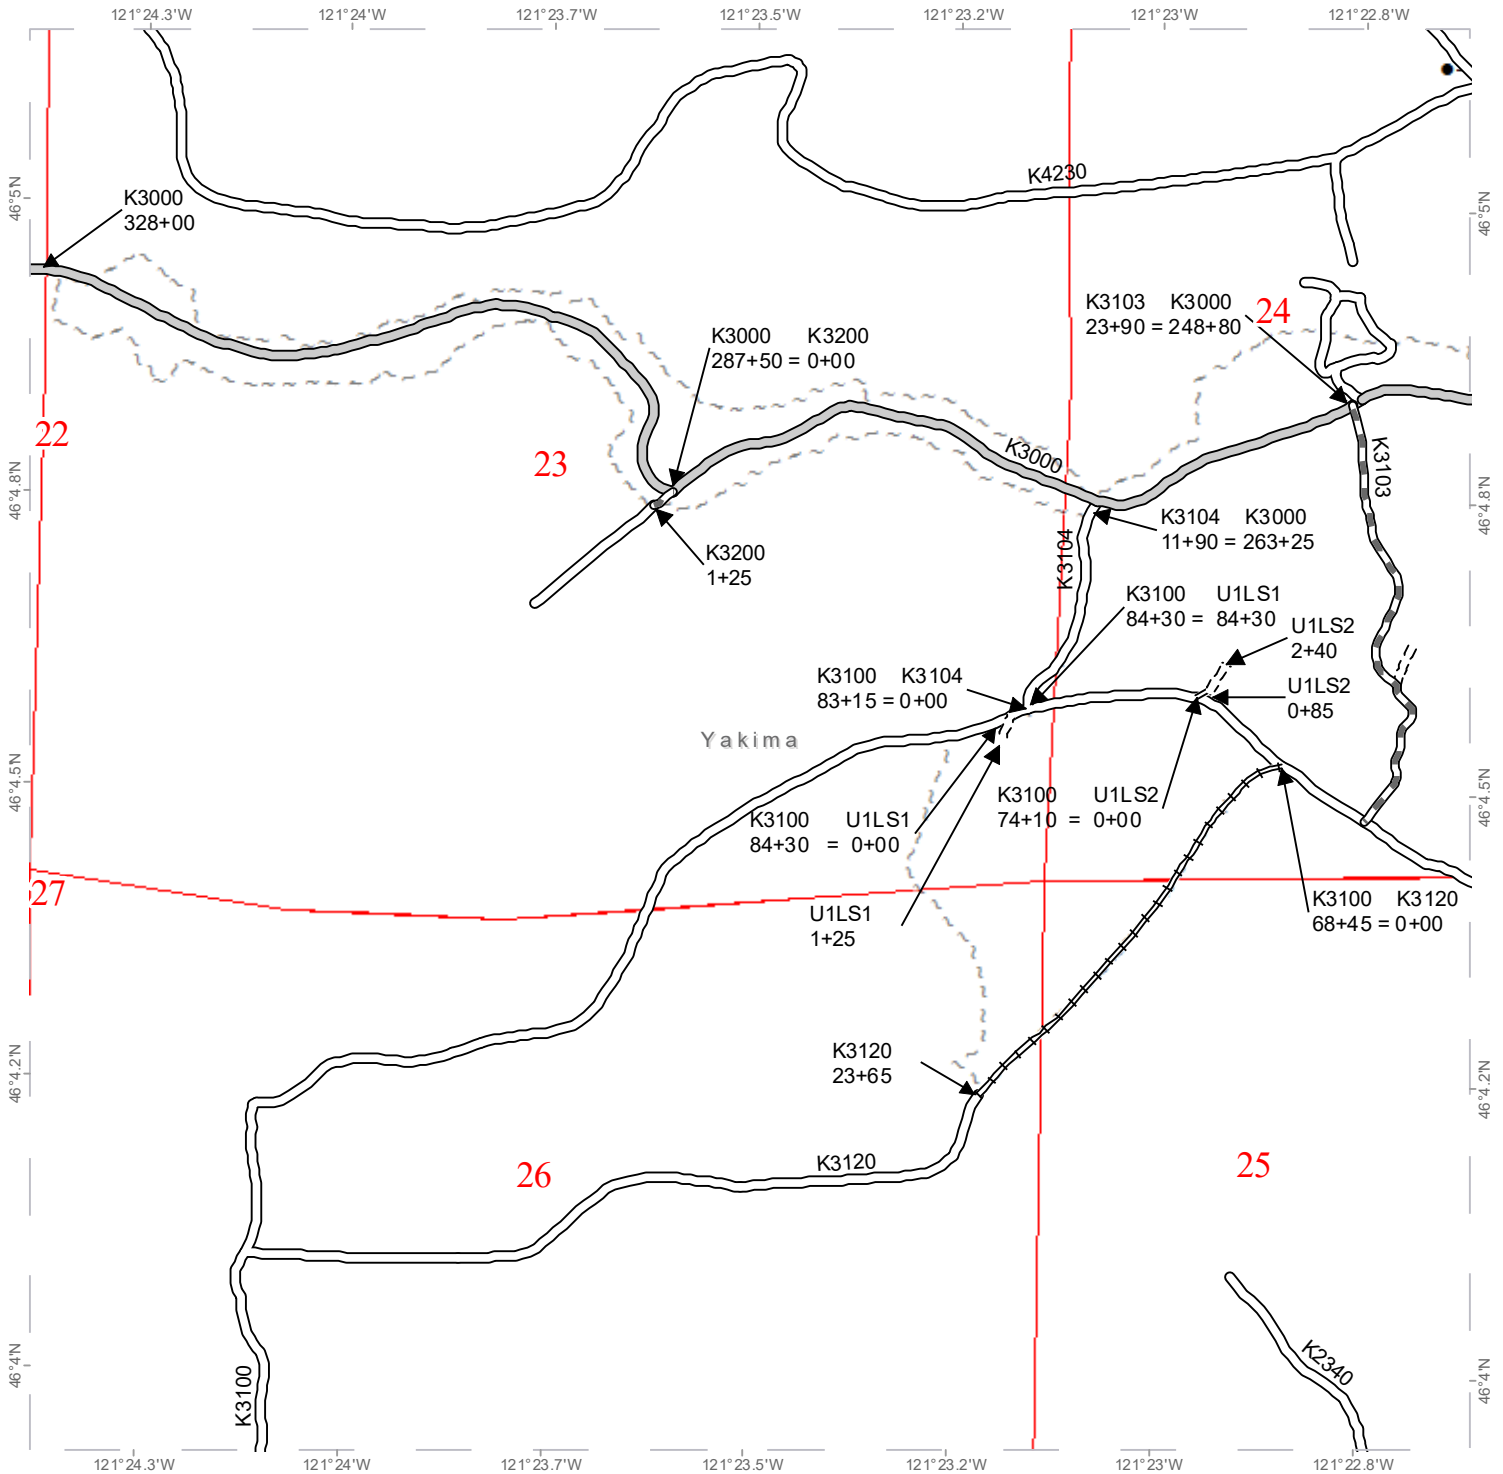 121°24.3'W 121°24'W 121°23.7'W 121°23.5'W 121°23.2'W 121°23'W 121°22.8'W
K4230
46°5'N
46°5'N
K3000
328+00
K3103 K3000
23+90 = 248+80
24
K3000 K3200
287+50 = 0+00
22
23
K3000
K3103
46°4.8'N
46°4.8'N
K3104 K3000
11+90 = 263+25
K3104
K3200
1+25
K3100 U1LS1
84+30 = 84+30
U1LS2
2+40
K3100 K3104
83+15 = 0+00
U1LS2
0+85
Yakima
46°4.5'N
46°4.5'N
K3100 U1LS2
74+10 = 0+00
K3100 U1LS1
84+30 = 0+00
27
K3100 K3120
68+45 = 0+00
U1LS1
1+25
K3120
23+65
46°4.2'N
46°4.2'N
K3120
26
25
K2340
K3100
46°4'N
46°4'N
121°24.3'W 121°24'W 121°23.7'W 121°23.5'W 121°23.2'W 121°23'W 121°22.8'W